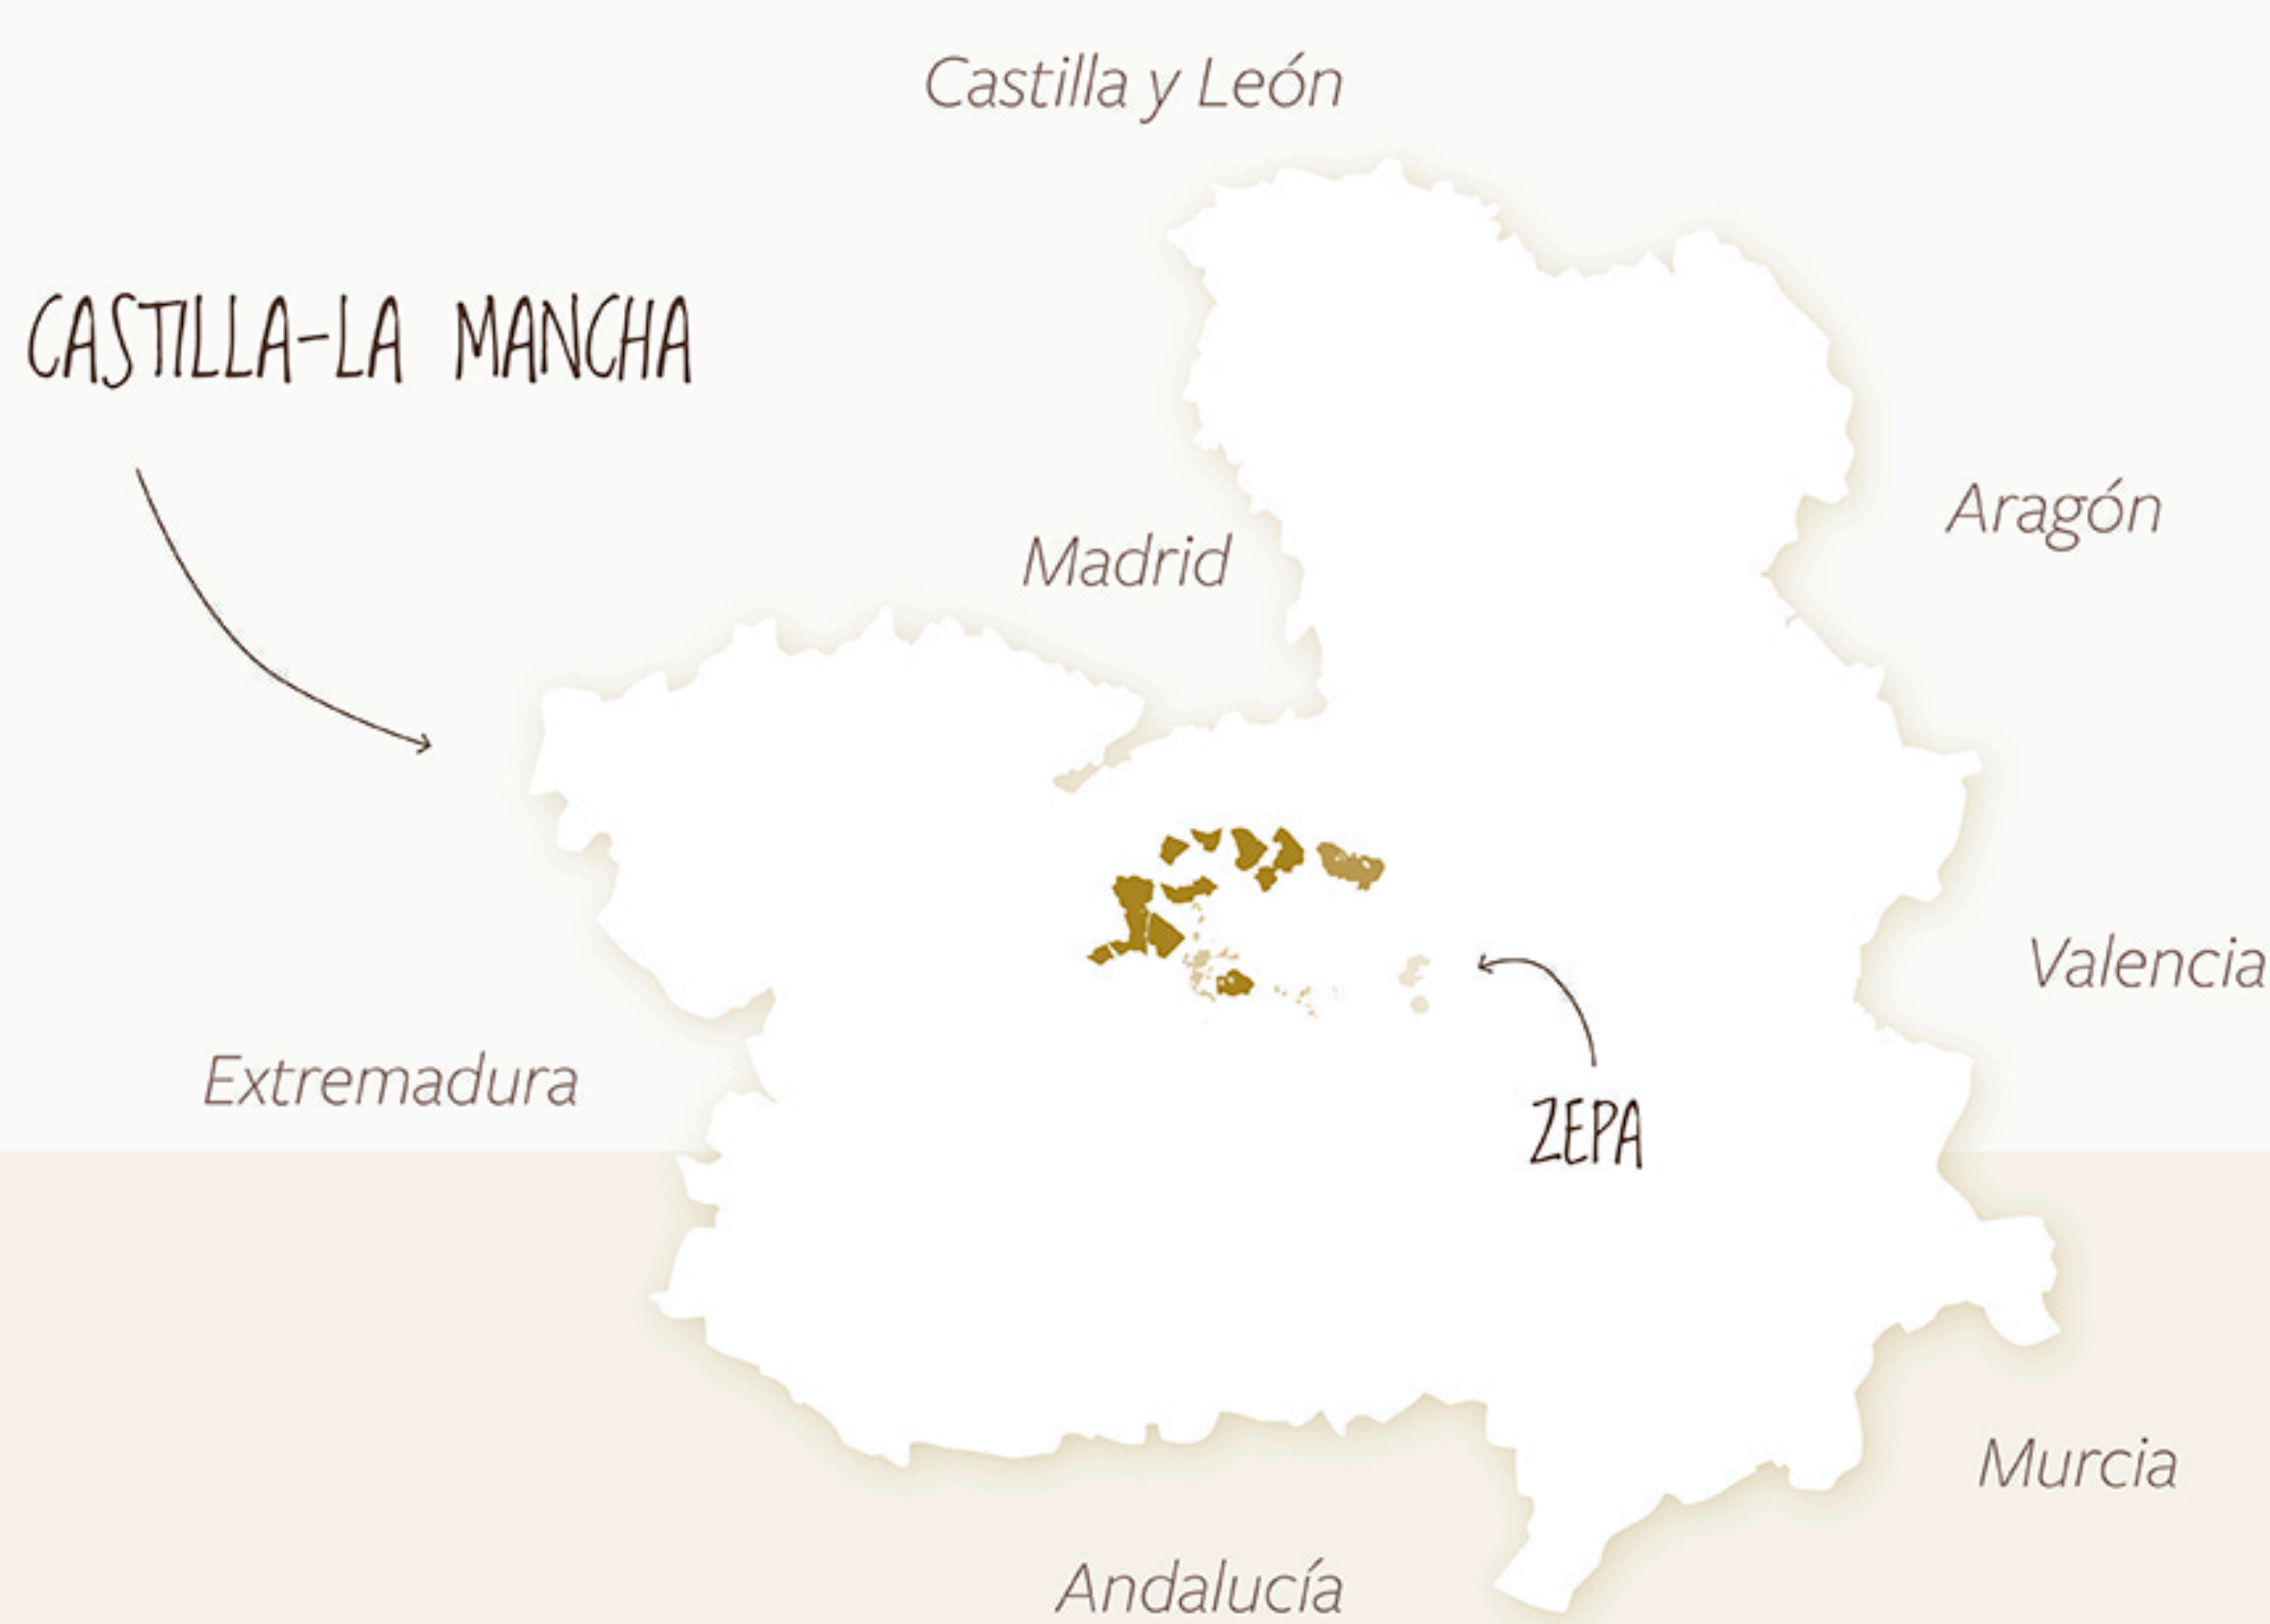 Castilla y León
CASTILLA-LA MANCHA
Aragón
Madrid
Valencia
Extremadura
ZEPA
Murcia
Andalucía